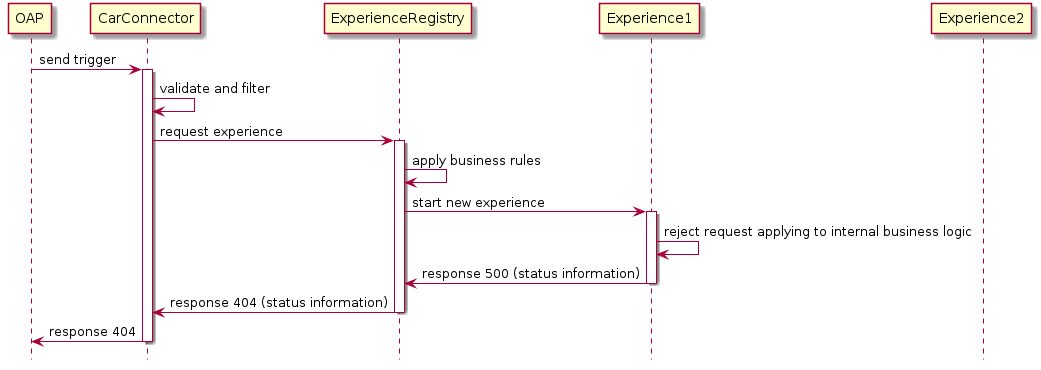 OAP
CarConnector
ExperienceRegistry
Experience1
Experience2
send trigger
validate and filter
request experience
apply business rules
start new experience
reject request applying to internal business logic
response 500 (status information)
response 404 (status information)
response 404